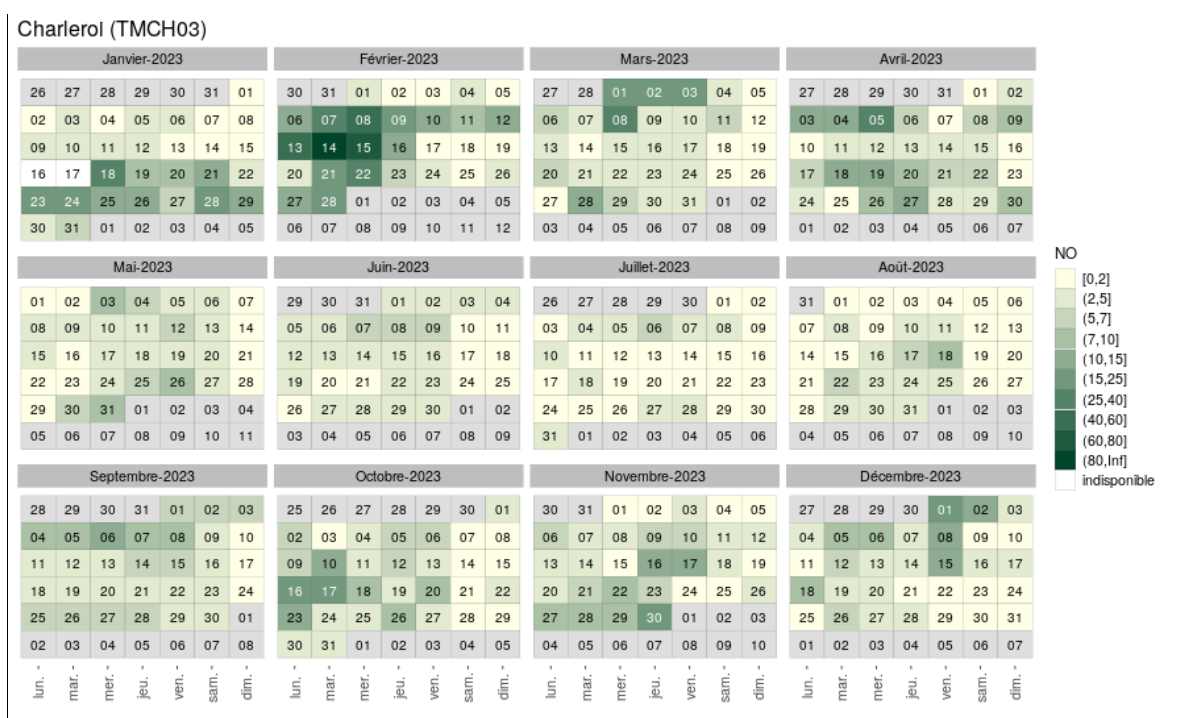 Charleroi (TMCH03)
Janvier-2023 Février-2023 Mars-2023 Avril-2023
26 27 28 29 30 31 01 30 31 01 02 03 04 05 27 28 01 02 03 04 05 27 28 29 30 31 01 02
02 03 04 05 06 07 08 06 07 08 09 10 11 12 06 07 08 09 10 11 12 03 04 05 06 07 08 09
09 10 11 12 13 14 15 13 14 15 16 17 18 19 13 14 15 16 17 18 19 10 11 12 13 14 15 16
16 17 18 19 20 21 22 20 21 22 23 24 25 26 20 21 22 23 24 25 26 17 18 19 20 21 22 23
23 24 25 26 27 28 29 27 28 01 02 03 04 05 27 28 29 30 31 01 02 24 25 26 27 28 29 30
30 31 01 02 03 04 05 06 07 08 09 10 11 12 03 04 05 06 07 08 09 01 02 03 04 05 06 07
Mai-2023 Juin-2023 Juillet-2023 Août-2023
01 02 03 04 05 06 07 29 30 31 01 02 03 04 26 27 28 29 30 01 02 31 01 02 03 04 05 06
08 09 10 11 12 13 14 05 06 07 08 09 10 11 03 04 05 06 07 08 09 07 08 09 10 11 12 13
15 16 17 18 19 20 21 12 13 14 15 16 17 18 10 11 12 13 14 15 16 14 15 16 17 18 19 20
22 23 24 25 26 27 28 19 20 21 22 23 24 25 17 18 19 20 21 22 23 21 22 23 24 25 26 27
29 30 31 01 02 03 04 26 27 28 29 30 01 02 24 25 26 27 28 29 30 28 29 30 31 01 02 03
05 06 07 08 09 10 11 03 04 05 06 07 08 09 31 01 02 03 04 05 06 04 05 06 07 08 09 10
Septembre-2023 Octobre-2023 Novembre-2023 Décembre-2023
28 29 30 31 01 02 03 25 26 27 28 29 30 01 30 31 01 02 03 04 05 27 28 29 30 01 02 03
04 05 06 07 08 09 10 02 03 04 05 06 07 08 06 07 08 09 10 11 12 04 05 06 07 08 09 10
11 12 13 14 15 16 17 09 10 11 12 13 14 15 13 14 15 16 17 18 19 11 12 13 14 15 16 17
18 19 20 21 22 23 24 16 17 18 19 20 21 22 20 21 22 23 24 25 26 18 19 20 21 22 23 24
25 26 27 28 29 30 01 23 24 25 26 27 28 29 27 28 29 30 01 02 03 25 26 27 28 29 30 31
02 03 04 05 06 07 08 30 31 01 02 03 04 05 04 05 06 07 08 09 10 01 02 03 04 05 06 07
lun. - mar. - mer. - jeu. - ven. - sam. - dim. - lun. - mar. - mer. - jeu. - ven. - sam. - dim. - lun. - mar. - mer. - jeu. - ven. - sam. - dim. - lun. - mar. - mer. - jeu. - ven. - sam. - dim. -
NO
[0,2]
(2,5]
(5,7]
(7,10]
(10,15]
(15,25]
(25,40]
(40,60]
(60,80]
(80,Inf]
indisponible